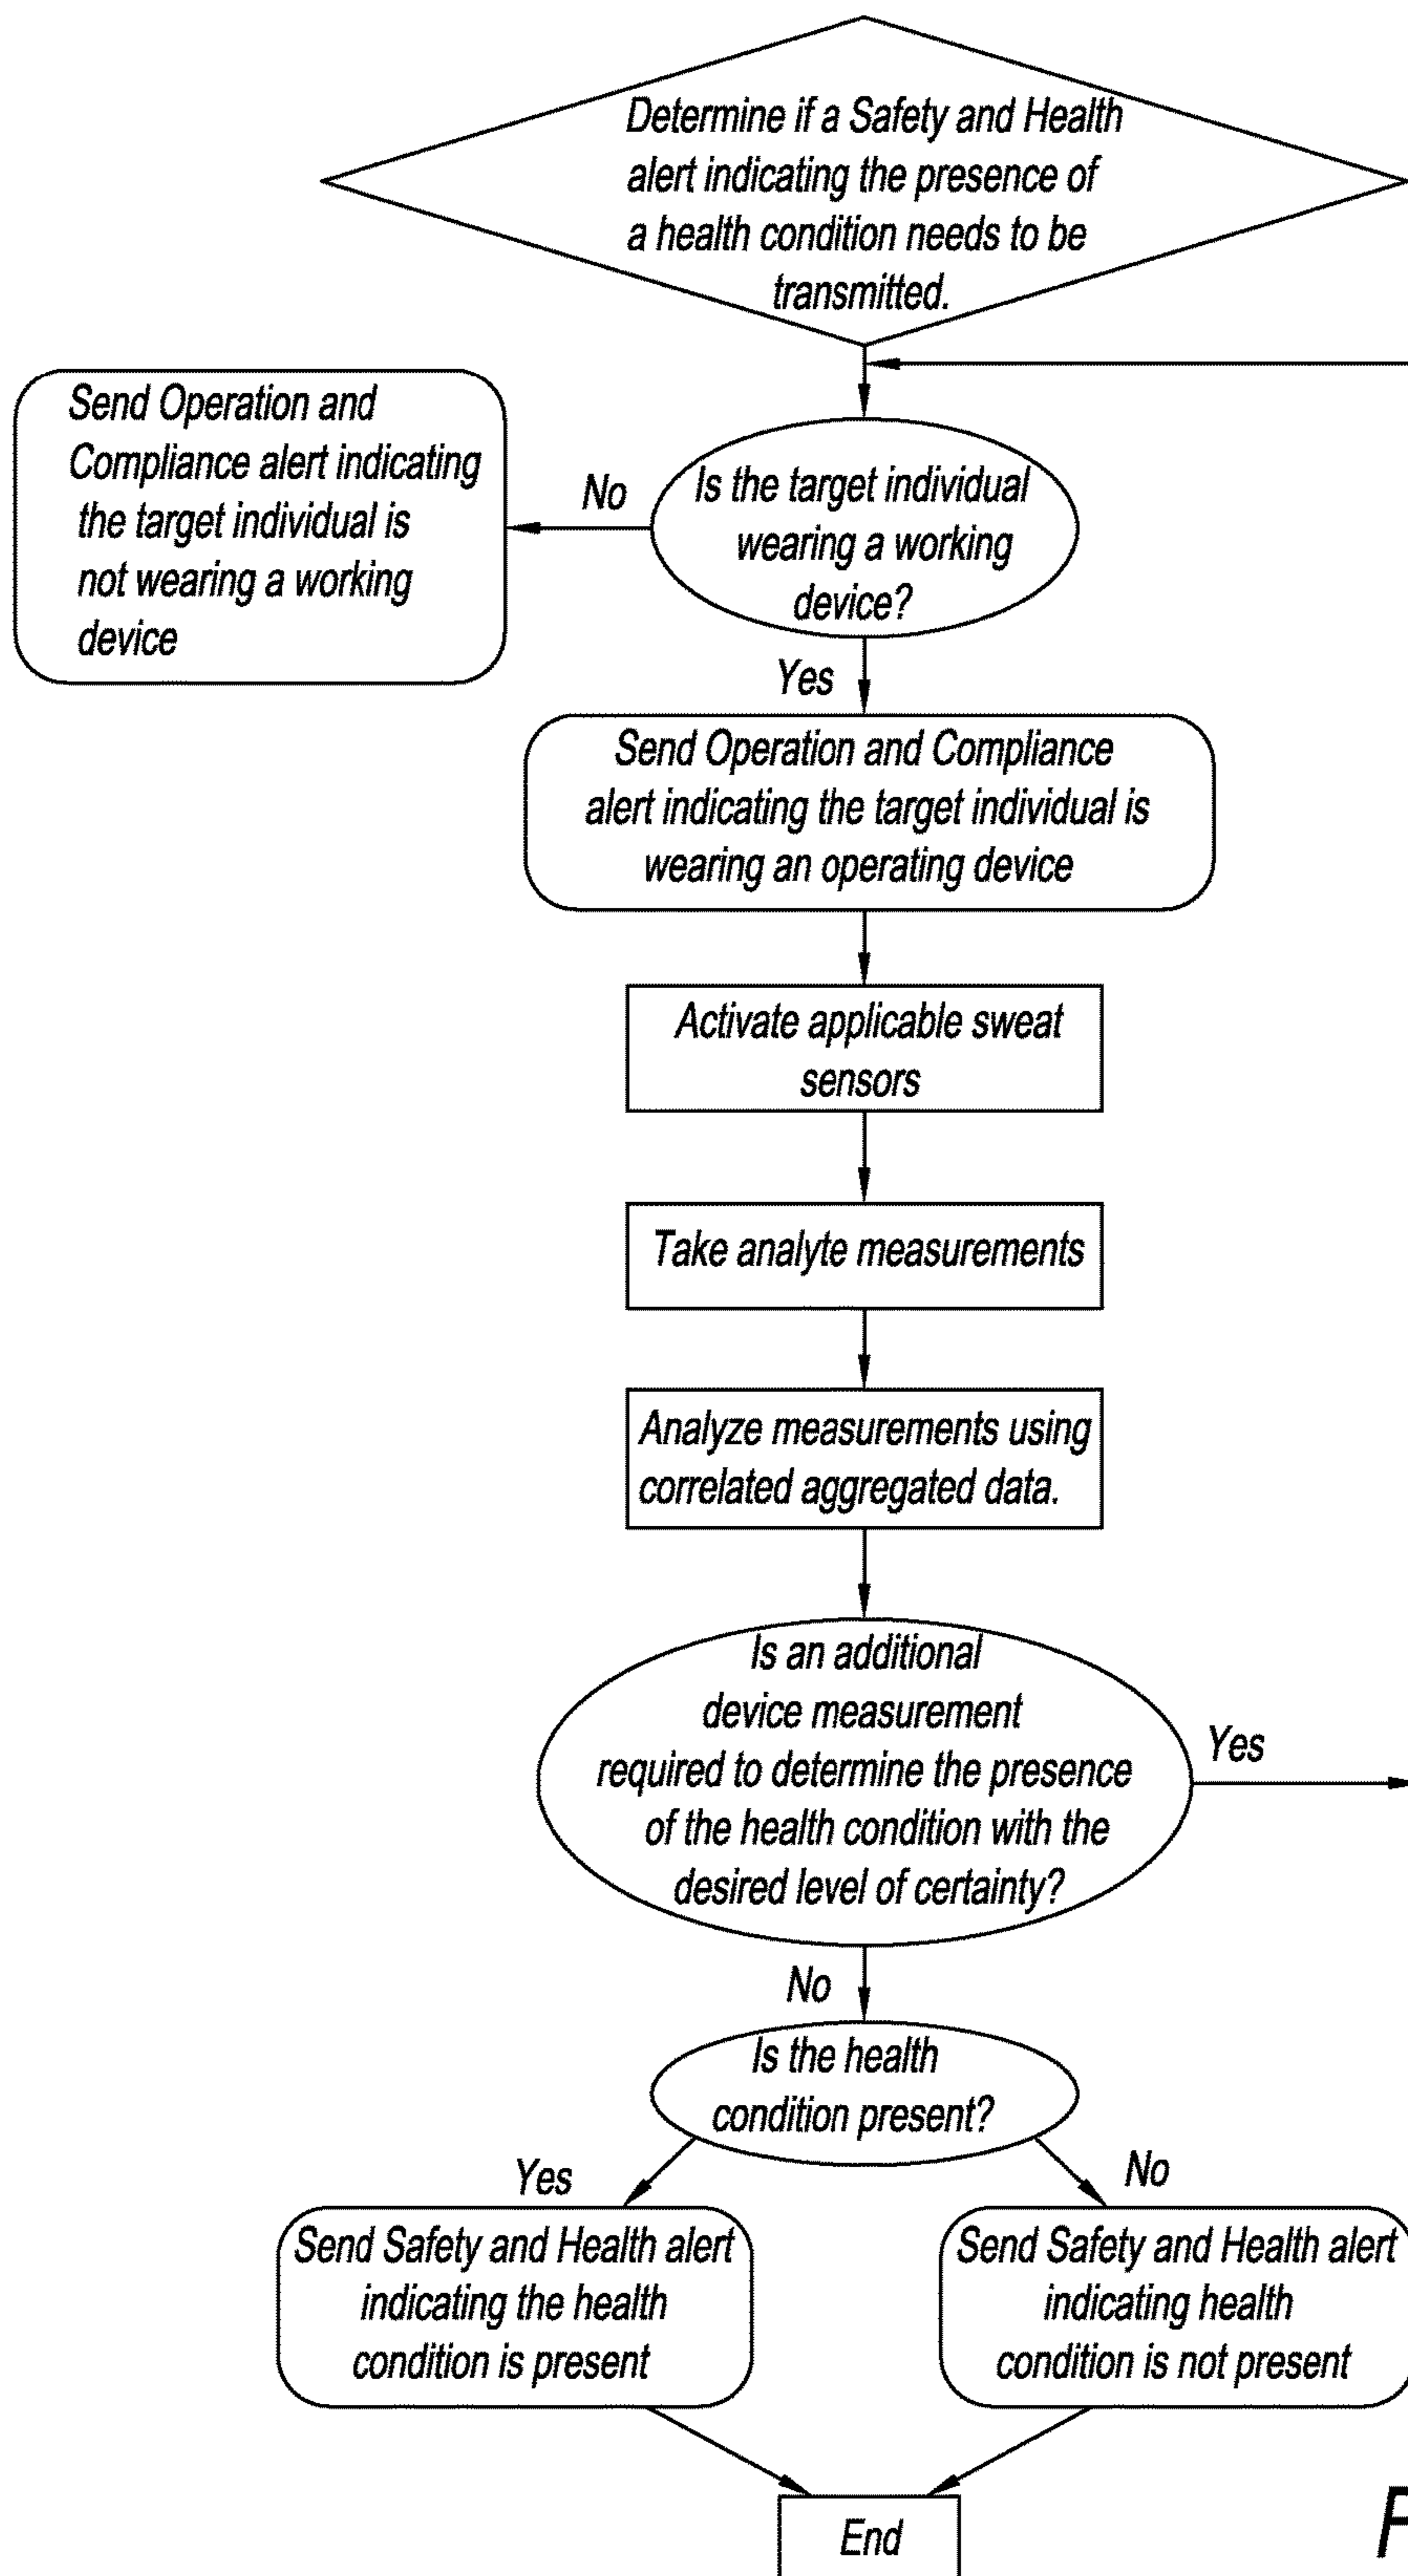 Determine if a Safety and Health
alert indicating the presence of
a health condition needs to be
transmitted.
Send Operation and
Compliance alert indicating
the target individual is
not wearing a working
device
No
Is the target individual
wearing a working
device?
Yes
Send Operation and Compliance
alert indicating the target individual is
wearing an operating device
Activate applicable sweat
sensors
Take analyte measurements
Analyze measurements using
correlated aggregated data.
Is an additional
device measurement
required to determine the presence
of the health condition with the
desired level of certainty?
Yes
No
Is the health
condition present?
Yes
No
Send Safety and Health alert
indicating the health
condition is present
Send Safety and Health alert
indicating health
condition is not present
End